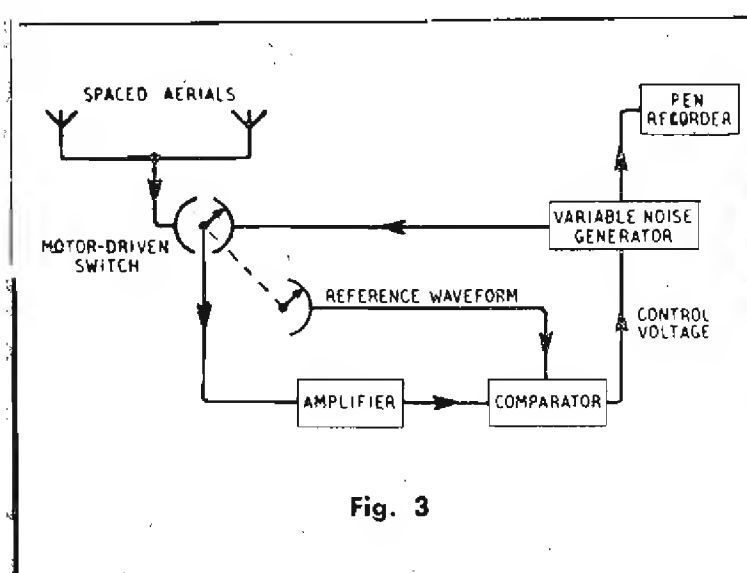 SPACED AERIALS
PEN
RECORDER
MOTOR-DRIVEN
SWITCH
VARIABLE NOISE
GENERATOR
REFERENCE WAVEFORM
CONTROL
VOLTAGE
AMPLIFIER
COMPARATOR
Fig. 3